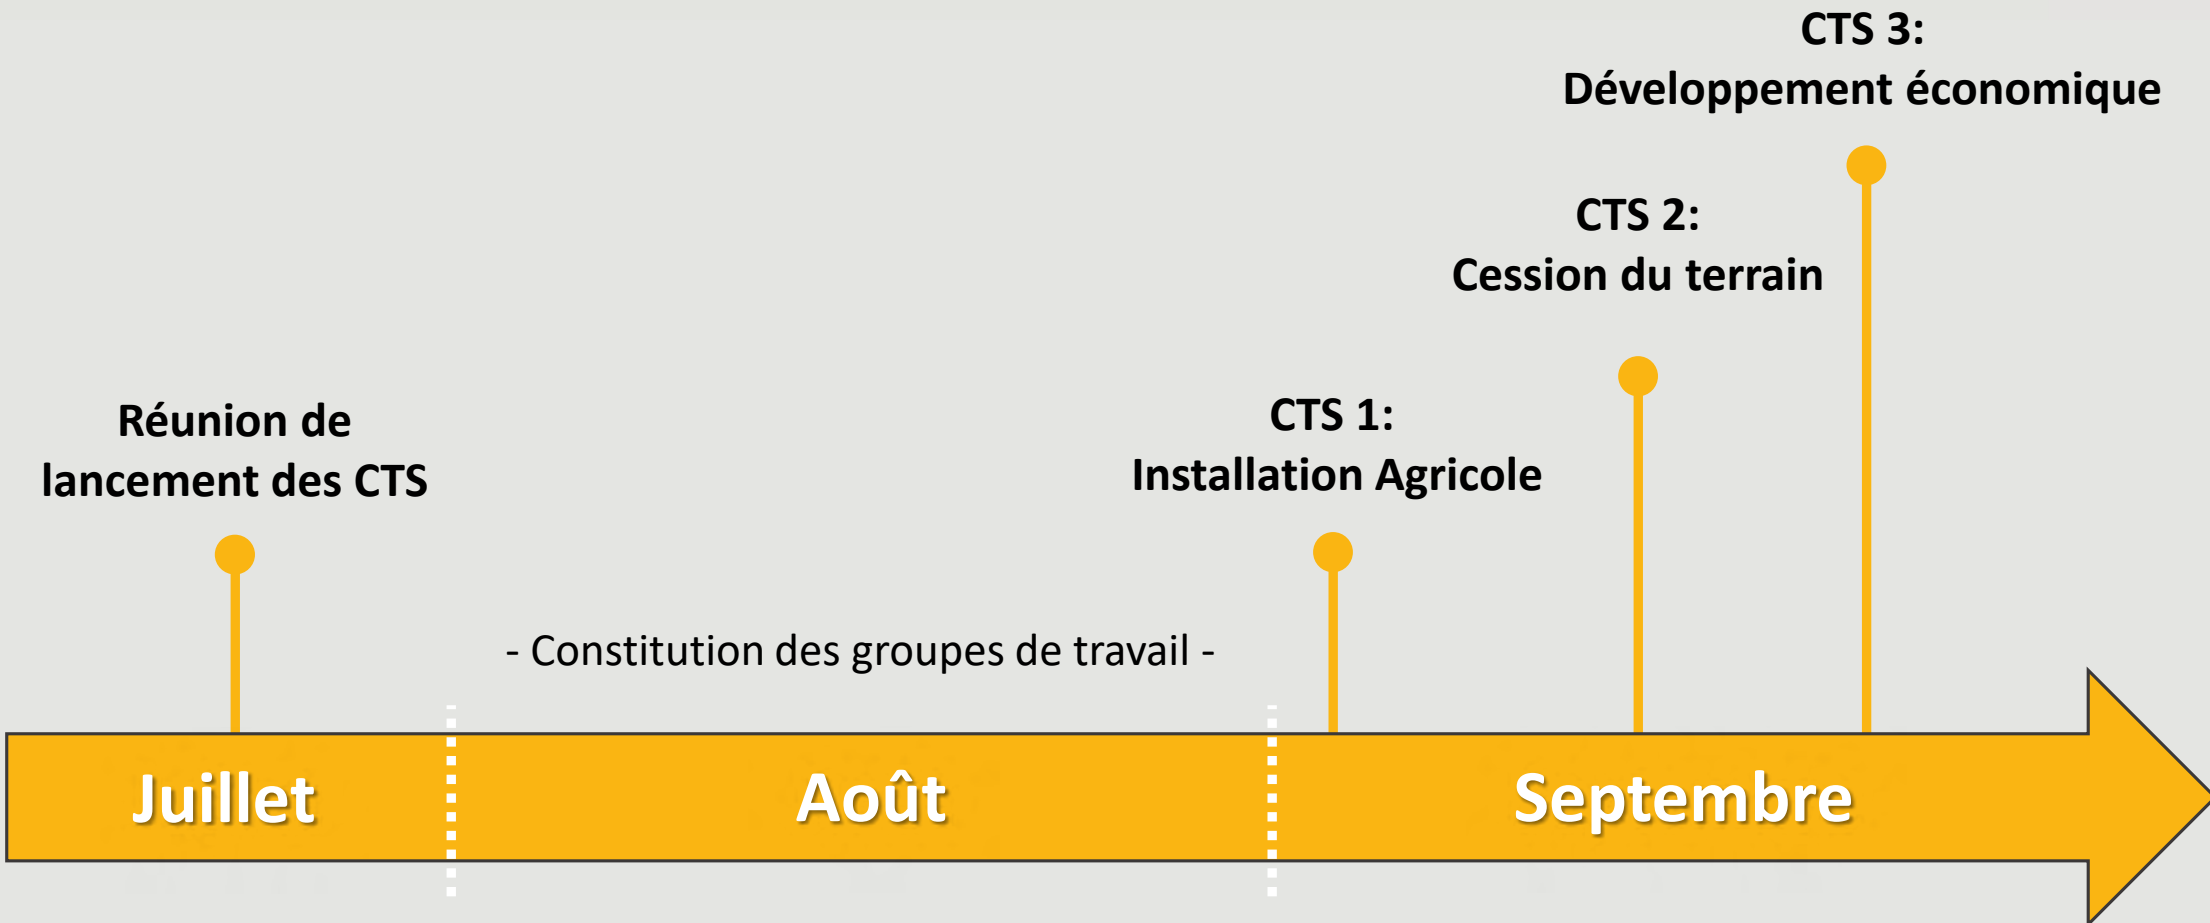 CTS 3:
Développement économique
CTS 2:
Cession du terrain
Réunion de
lancement des CTS
CTS 1:
Installation Agricole
- Constitution des groupes de travail -
Juillet
Août
Septembre